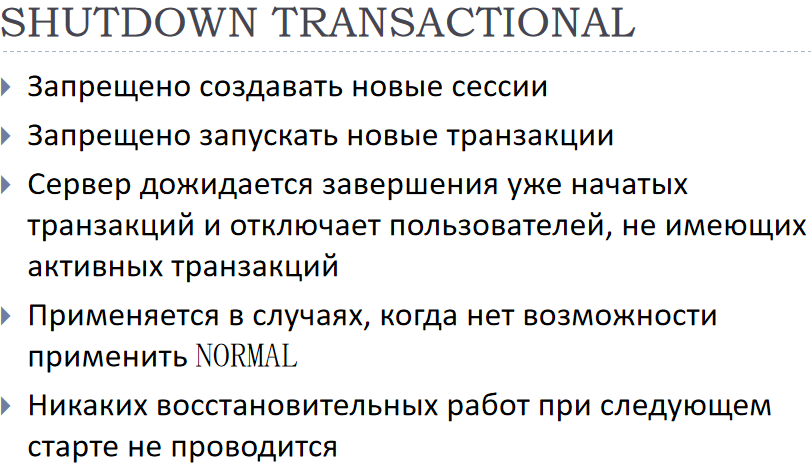 SHUTDOWN TRANSACTIONAL
Запрещено создавать новые сессии
Запрещено запускать новые транзакции
Сервер дожидается завершения уже начатых
транзакций и отключает пользователей, не имеющих
активных транзакций
Применяется в случаях, когда нет возможности
применить NORMAL
Никаких восстановительных работ при следующем
старте не проводится